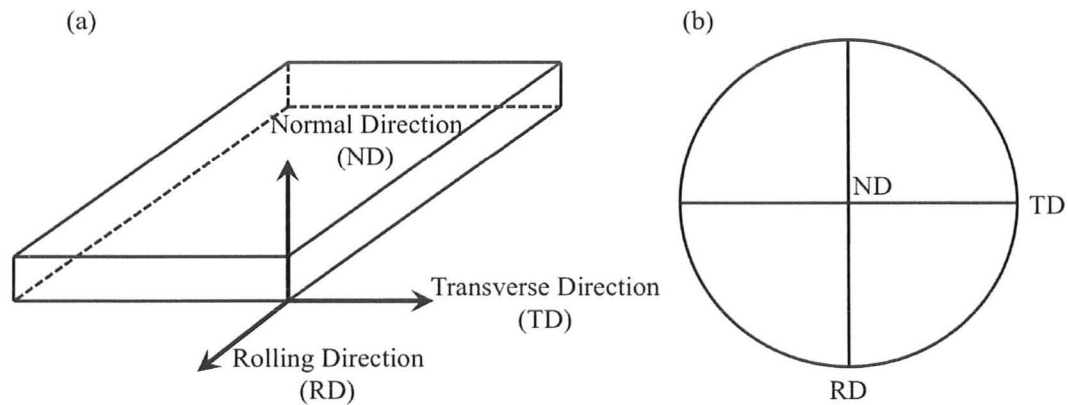 (a)
Normal Direction
(ND)
Transverse Direction
(TD)
Rolling Direction
(RD)
(b)
ND
TD
RD